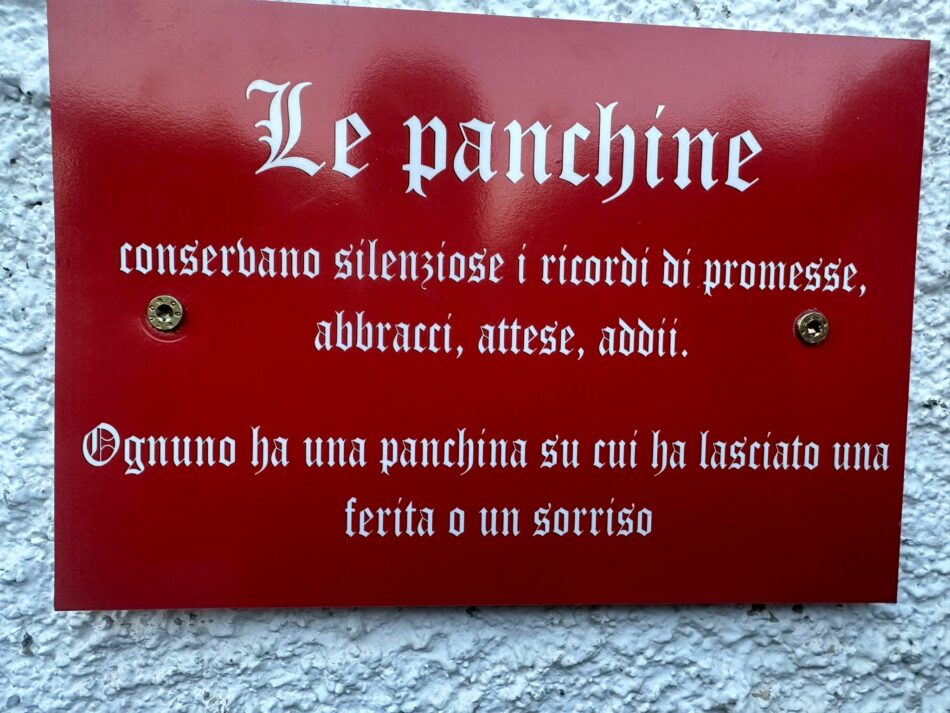 Le panchine
conservano silenziose i ricordi di promesse,
abbracci, attese, addii.
Ognuno ha una panchina su cui ha lasciato una
ferita o un sorriso